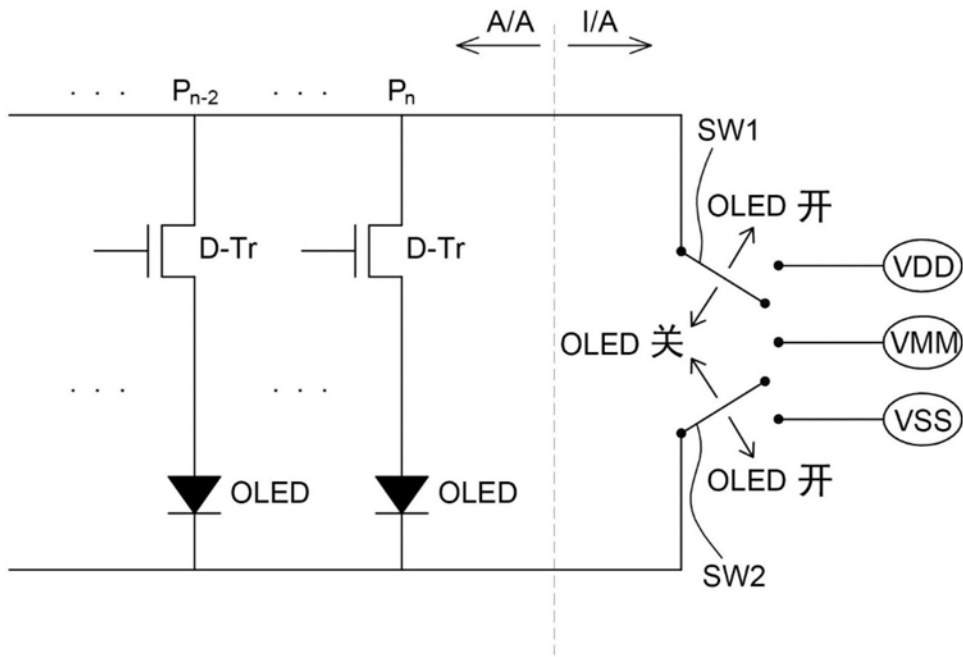 A/A I/A
· · · Pn-2 · · · Pn
SW1
OLED 开
D-Tr D-Tr
VDD
OLED 关
VMM
· · · · · ·
VSS
OLED OLED
OLED 开
SW2